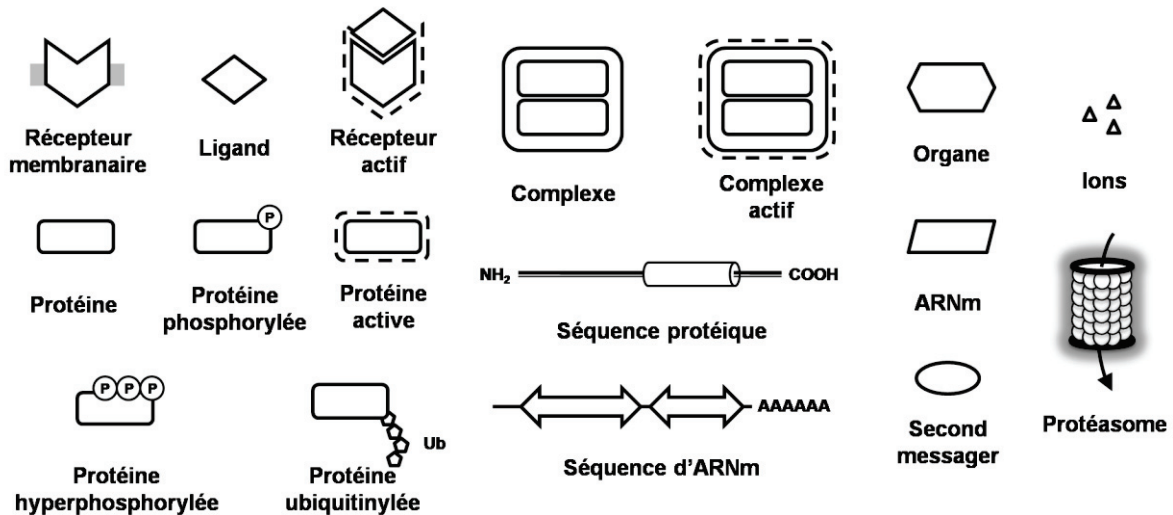 Récepteur
membranaire
Ligand
Récepteur
actif
Complexe
Complexe
actif
Organe
Ions
P
Protéine
Protéine
phosphorylée
Protéine
active
NH2
COOH
Séquence protéique
ARNm
P P P
Protéine
hyperphosphorylée
Ub
Protéine
ubiquitinylée
AAAAAA
Séquence d'ARNm
Second
messager
Protéasome